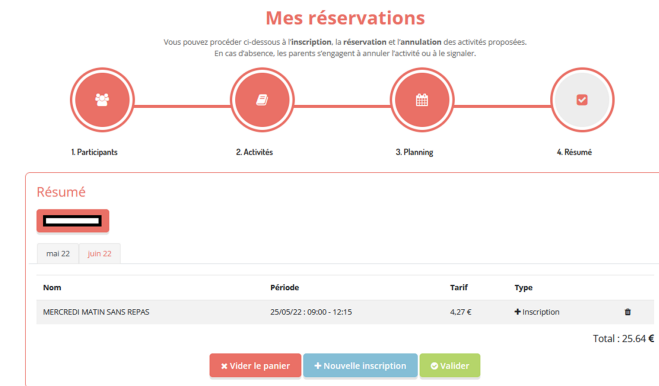 Mes réservations
Vous pouvez procéder ci-dessous à l'inscription, la réservation et l'annulation des activités proposées.
En cas d'absence, les parents s'engagent à annuler l'activité ou à le signaler.
1. Participants
2. Activités
3. Planning
4. Résumé
Résumé
mai 22
juin 22
Nom Période Tarif Type
MERCREDI MATIN SANS REPAS 25/05/22 : 09:00 - 12:15 4,27 € + Inscription
Total : 25.64 €
Vider le panier
+ Nouvelle inscription
Valider